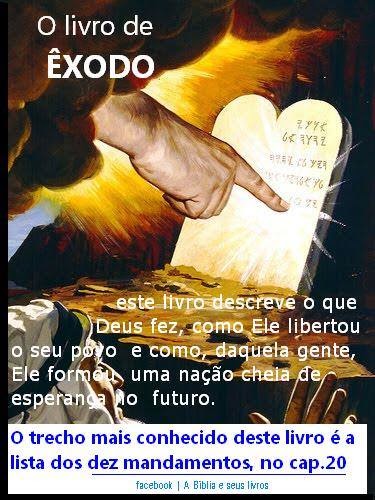 O livro de
ÊXODO
este livro descreve o que
Deus fez, como Ele libertou
o seu povo e como, daquela gente,
Ele formou uma nação cheia de
esperança no futuro.
O trecho mais conhecido deste livro é a
lista dos dez mandamentos, no cap.20
facebook | A Bíblia e seus livros